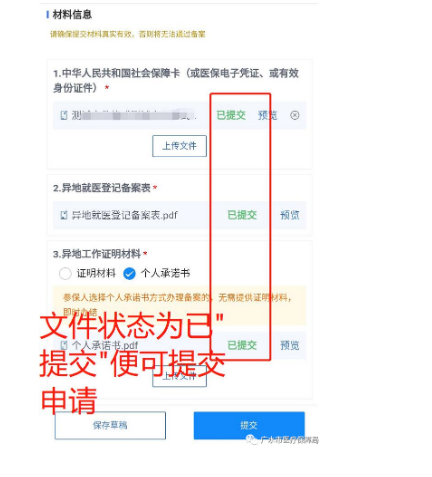 材料信息
请确保提交材料真实有效，否则将无法通过备案
1.中华人民共和国社会保障卡（或医保电子凭证、或有效
身份证件） *
已提交 预览
上传文件
2.异地就医登记备案表 *
异地就医登记备案表.pdf 已提交 预览
3.异地工作证明材料 *
证明材料 个人承诺书
参保人选择个人承诺书方式办理备案的，无需提供证明材料，
个人承诺书.pdf 已提交 预览
上传文件
文件状态为已"
提交"便可提交
申请
保存草稿 提交
广水市医疗保障局